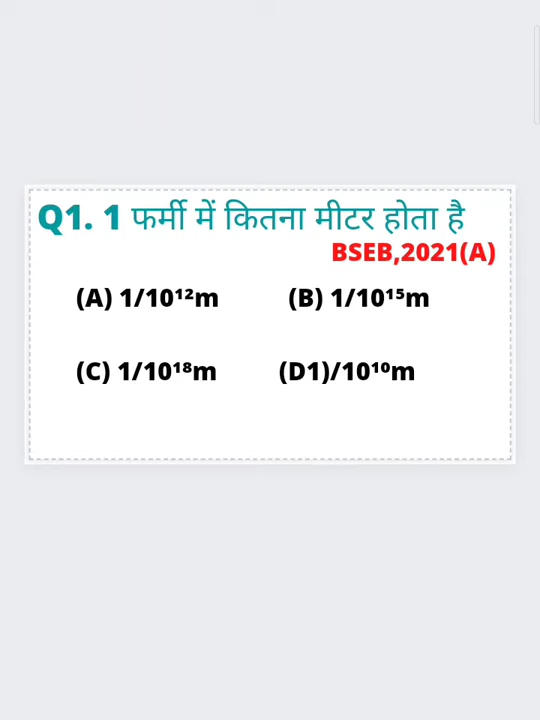 Q1. 1 फर्मी में कितना मीटर होता है
BSEB,2021(A)
(A) 1/10¹²m (B) 1/10¹⁵m
(C) 1/10¹⁸m (D1)/10¹⁰m